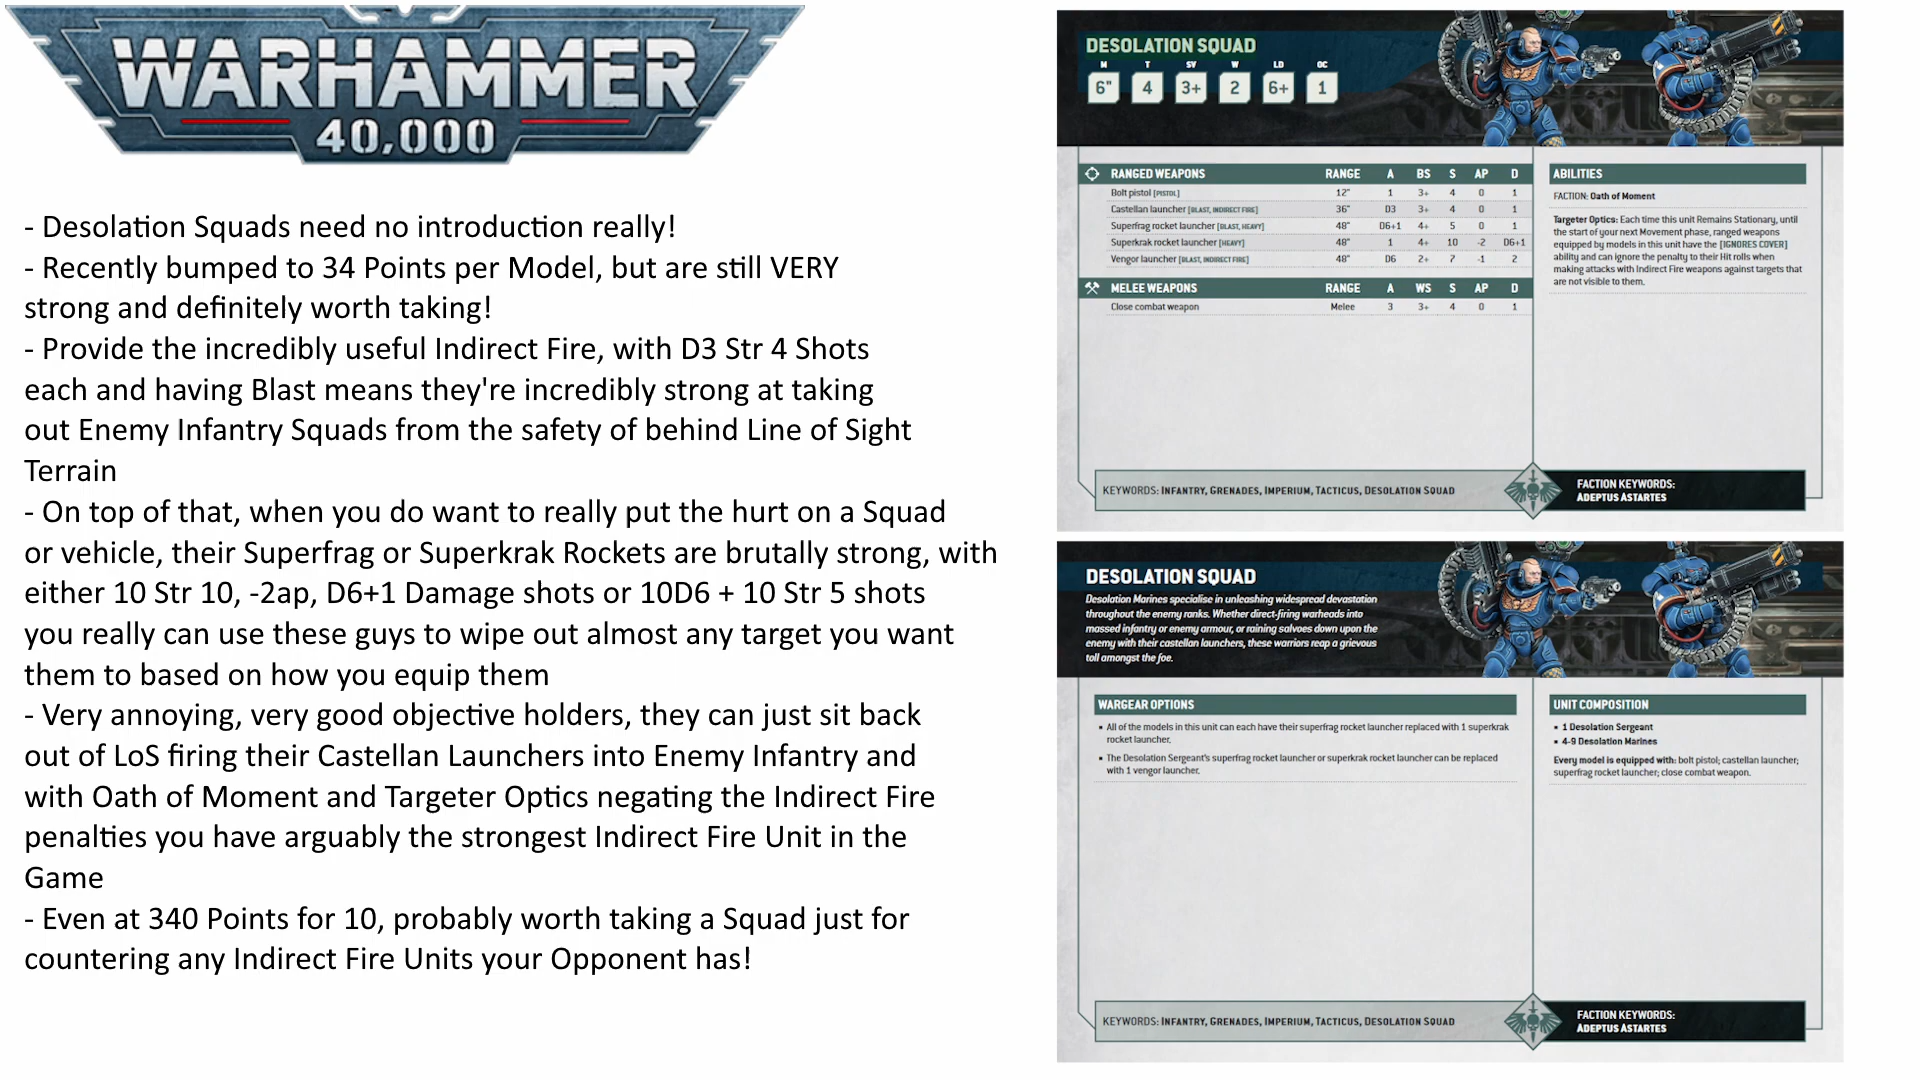 WARHAMMER
40,000
- Desolation Squads need no introduction really!
- Recently bumped to 34 Points per Model, but are still VERY
strong and definitely worth taking!
- Provide the incredibly useful Indirect Fire, with D3 Str 4 Shots
each and having Blast means they're incredibly strong at taking
out Enemy Infantry Squads from the safety of behind Line of Sight
Terrain
- On top of that, when you do want to really put the hurt on a Squad
or vehicle, their Superfrag or Superkrak Rockets are brutally strong, with
either 10 Str 10, -2ap, D6+1 Damage shots or 10D6 + 10 Str 5 shots
you really can use these guys to wipe out almost any target you want
them to based on how you equip them
- Very annoying, very good objective holders, they can just sit back
out of LoS firing their Castellan Launchers into Enemy Infantry and
with Oath of Moment and Targeter Optics negating the Indirect Fire
penalties you have arguably the strongest Indirect Fire Unit in the
Game
- Even at 340 Points for 10, probably worth taking a Squad just for
countering any Indirect Fire Units your Opponent has!
DESOLATION SQUAD
M T SV W LD OC
6" 4 3+ 2 6+ 1
RANGED WEAPONS RANGE A BS S AP D
Bolt pistol [PISTOL] 12" 1 3+ 4 0 1
Castellan launcher [BLAST, INDIRECT FIRE] 36" D3 3+ 4 0 1
Superfrag rocket launcher [BLAST, HEAVY] 48" D6+1 4+ 5 0 1
Superkrak rocket launcher [HEAVY] 48" 1 4+ 10 -2 D6+1
Vengor launcher [BLAST, INDIRECT FIRE] 48" D6 2+ 7 -1 2
MELEE WEAPONS RANGE A WS S AP D
Close combat weapon Melee 3 3+ 4 0 1
ABILITIES
FACTION: Oath of Moment
Targeter Optics: Each time this unit Remains Stationary, until
the start of your next Movement phase, ranged weapons
equipped by models in this unit have the [IGNORES COVER]
ability and can ignore the penalty to their Hit rolls when
making attacks with Indirect Fire weapons against targets that
are not visible to them.
KEYWORDS: INFANTRY, GRENADES, IMPERIUM, TACTICUS, DESOLATION SQUAD
FACTION KEYWORDS:
ADEPTUS ASTARTES
DESOLATION SQUAD
Desolation Marines specialise in unleashing widespread devastation
throughout the enemy ranks. Whether direct-firing warheads into
massed infantry or enemy armour, or raining salvoes down upon the
enemy with their castellan launchers, these warriors reap a grievous
toll amongst the foe.
WARGEAR OPTIONS
▪ All of the models in this unit can each have their superfrag rocket launcher replaced with 1 superkrak
rocket launcher.
▪ The Desolation Sergeant's superfrag rocket launcher or superkrak rocket launcher can be replaced
with 1 vengor launcher.
UNIT COMPOSITION
▪ 1 Desolation Sergeant
▪ 4-9 Desolation Marines
Every model is equipped with: bolt pistol; castellan launcher;
superfrag rocket launcher; close combat weapon.
KEYWORDS: INFANTRY, GRENADES, IMPERIUM, TACTICUS, DESOLATION SQUAD
FACTION KEYWORDS:
ADEPTUS ASTARTES